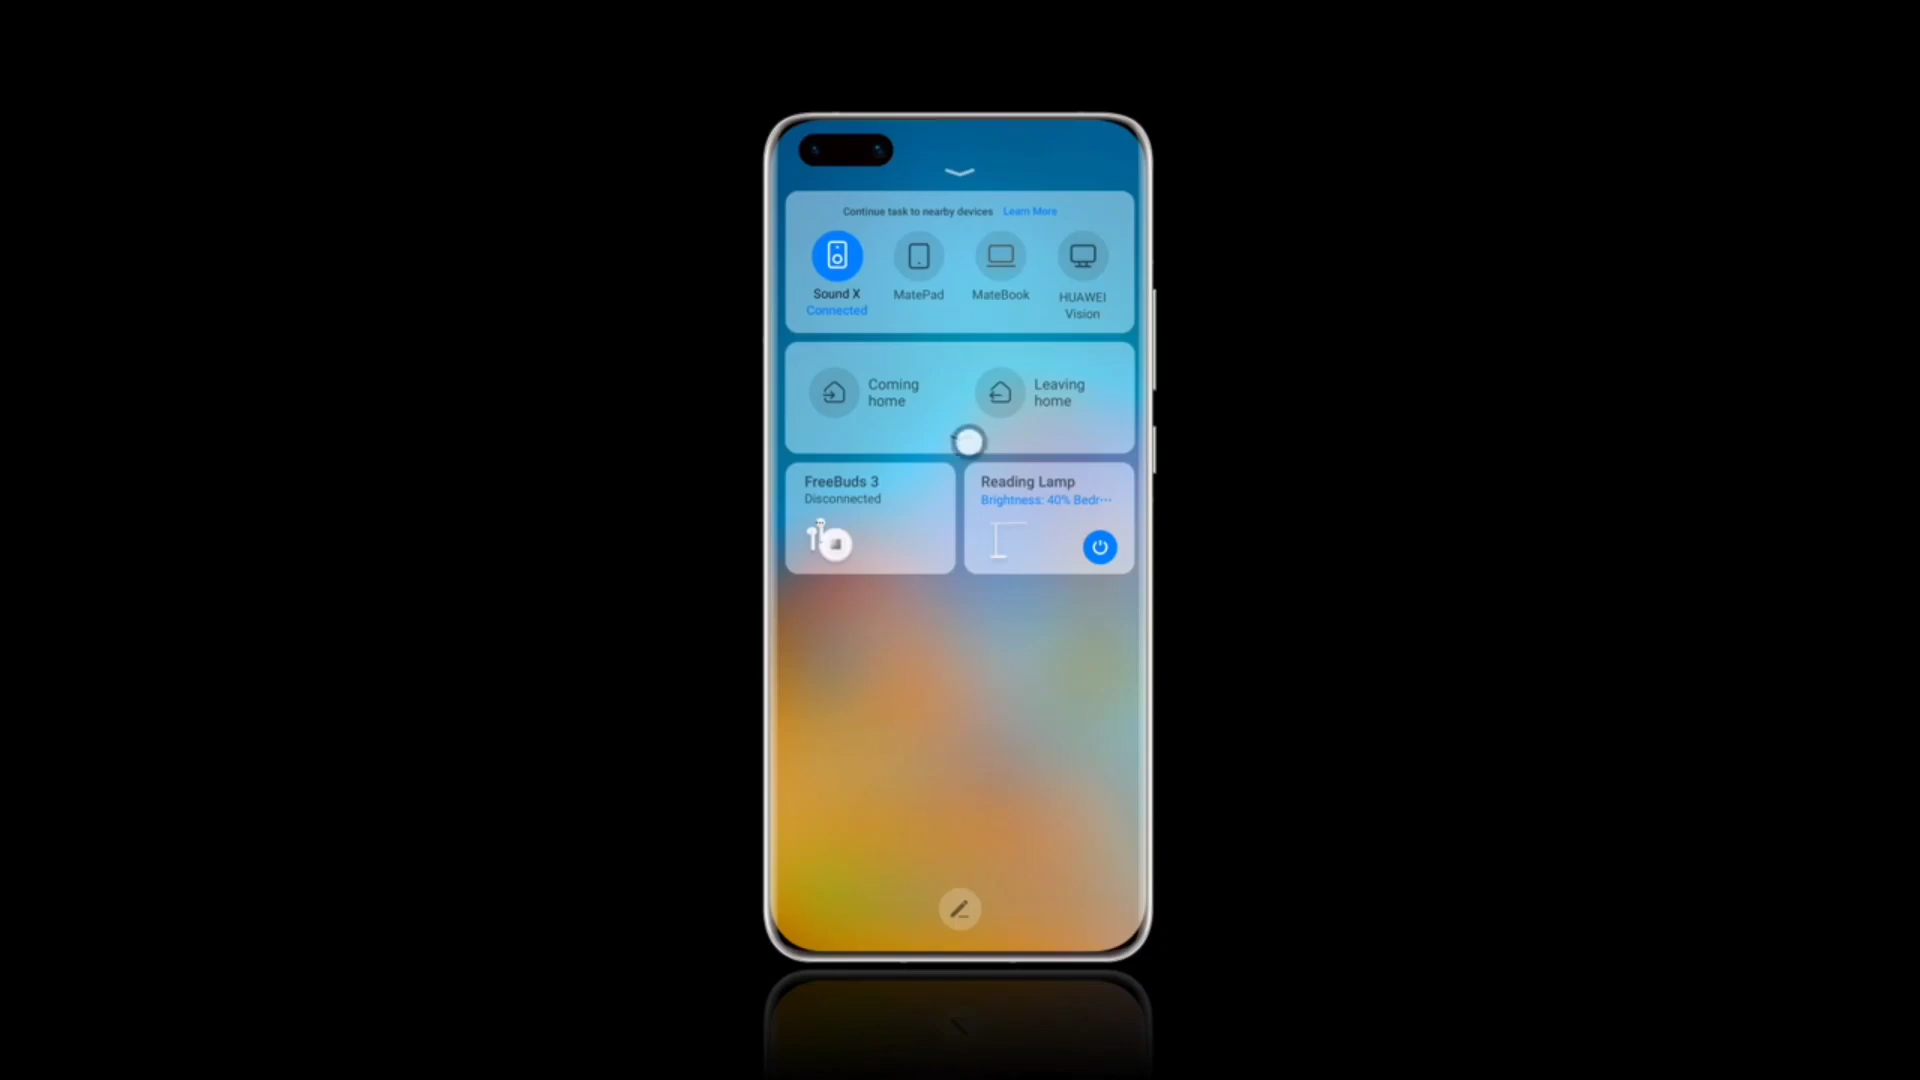 Continue task to nearby devices Learn More
Sound X
Connected
MatePad
MateBook
HUAWEI
Vision
Coming
home
Leaving
home
FreeBuds 3
Disconnected
Reading Lamp
Brightness: 40% Bedr···